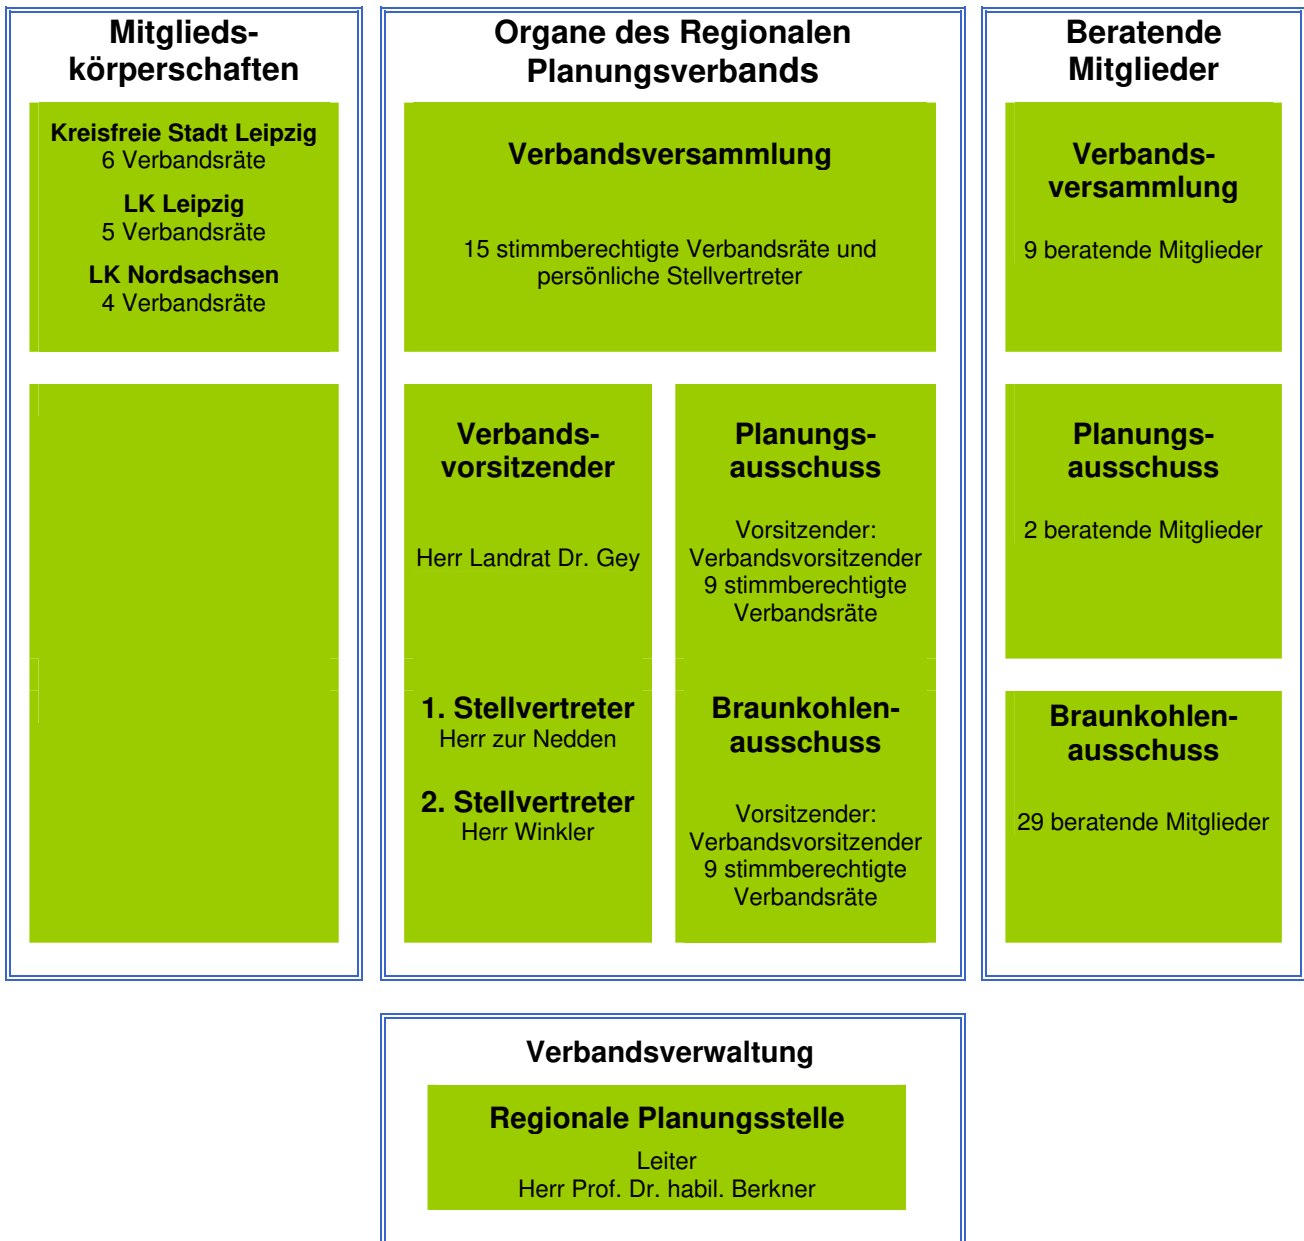 Mitglieds-
körperschaften
Kreisfreie Stadt Leipzig
6 Verbandsräte
LK Leipzig
5 Verbandsräte
LK Nordsachsen
4 Verbandsräte
Organe des Regionalen
Planungsverbands
Verbandsversammlung
15 stimmberechtigte Verbandsräte und
persönliche Stellvertreter
Verbands-
vorsitzender
Herr Landrat Dr. Gey
1. Stellvertreter
Herr zur Nedden
2. Stellvertreter
Herr Winkler
Planungs-
ausschuss
Vorsitzender:
Verbandsvorsitzender
9 stimmberechtigte
Verbandsräte
Braunkohlen-
ausschuss
Vorsitzender:
Verbandsvorsitzender
9 stimmberechtigte
Verbandsräte
Beratende
Mitglieder
Verbands-
versammlung
9 beratende Mitglieder
Planungs-
ausschuss
2 beratende Mitglieder
Braunkohlen-
ausschuss
29 beratende Mitglieder
Verbandsverwaltung
Regionale Planungsstelle
Leiter
Herr Prof. Dr. habil. Berkner